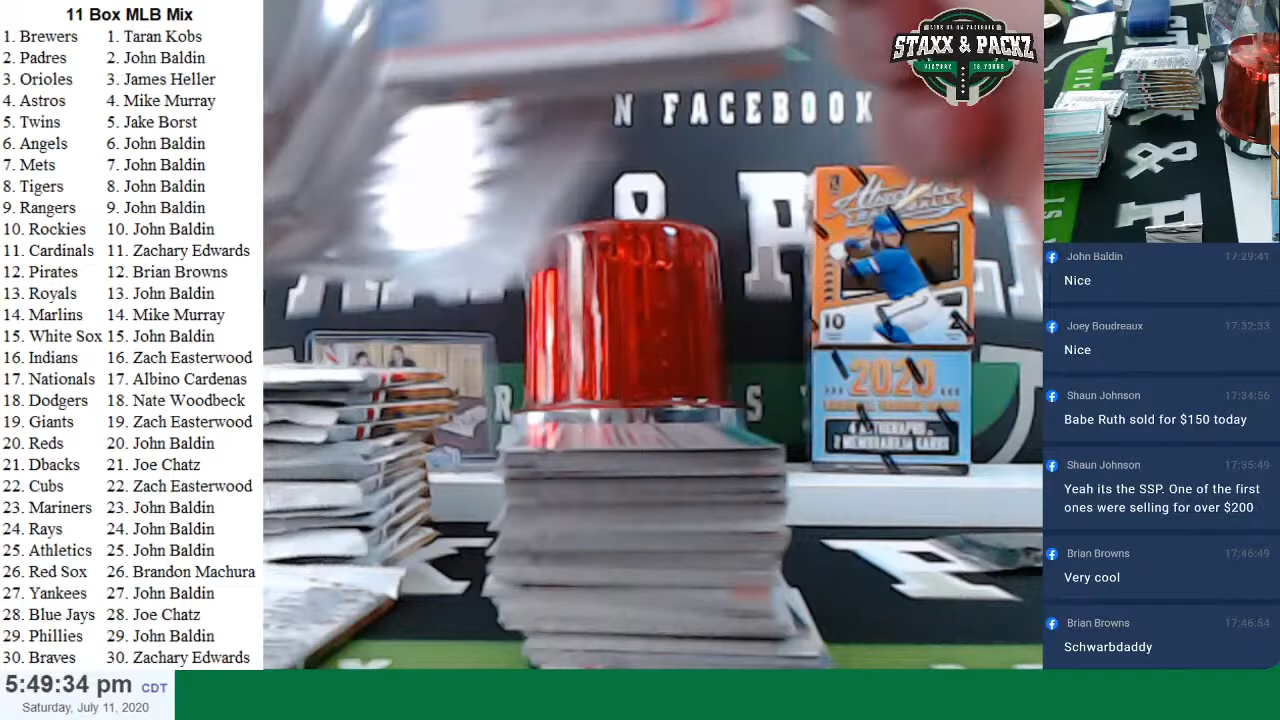 11 Box MLB Mix
1. Brewers 1. Taran Kobs
2. Padres 2. John Baldin
3. Orioles 3. James Heller
4. Astros 4. Mike Murray
5. Twins 5. Jake Borst
6. Angels 6. John Baldin
7. Mets 7. John Baldin
8. Tigers 8. John Baldin
9. Rangers 9. John Baldin
10. Rockies 10. John Baldin
11. Cardinals 11. Zachary Edwards
12. Pirates 12. Brian Browns
13. Royals 13. John Baldin
14. Marlins 14. Mike Murray
15. White Sox 15. John Baldin
16. Indians 16. Zach Easterwood
17. Nationals 17. Albino Cardenas
18. Dodgers 18. Nate Woodbeck
19. Giants 19. Zach Easterwood
20. Reds 20. John Baldin
21. Dbacks 21. Joe Chatz
22. Cubs 22. Zach Easterwood
23. Mariners 23. John Baldin
24. Rays 24. John Baldin
25. Athletics 25. John Baldin
26. Red Sox 26. Brandon Machura
27. Yankees 27. John Baldin
28. Blue Jays 28. Joe Chatz
29. Phillies 29. John Baldin
30. Braves 30. Zachary Edwards
5:49:34 pm CDT
Saturday, July 11, 2020
LIVE ON FACEBOOK
STAXX & PACKZ
VICTORY IS YOURS
N FACEBOOK
&
Absolute
10
2020
John Baldin 17:29:41
Nice
Joey Boudreaux 17:32:33
Nice
Shaun Johnson 17:34:56
Babe Ruth sold for $150 today
Shaun Johnson 17:35:49
Yeah its the SSP. One of the first
ones were selling for over $200
Brian Browns 17:46:49
Very cool
Brian Browns 17:46:54
Schwarbdaddy